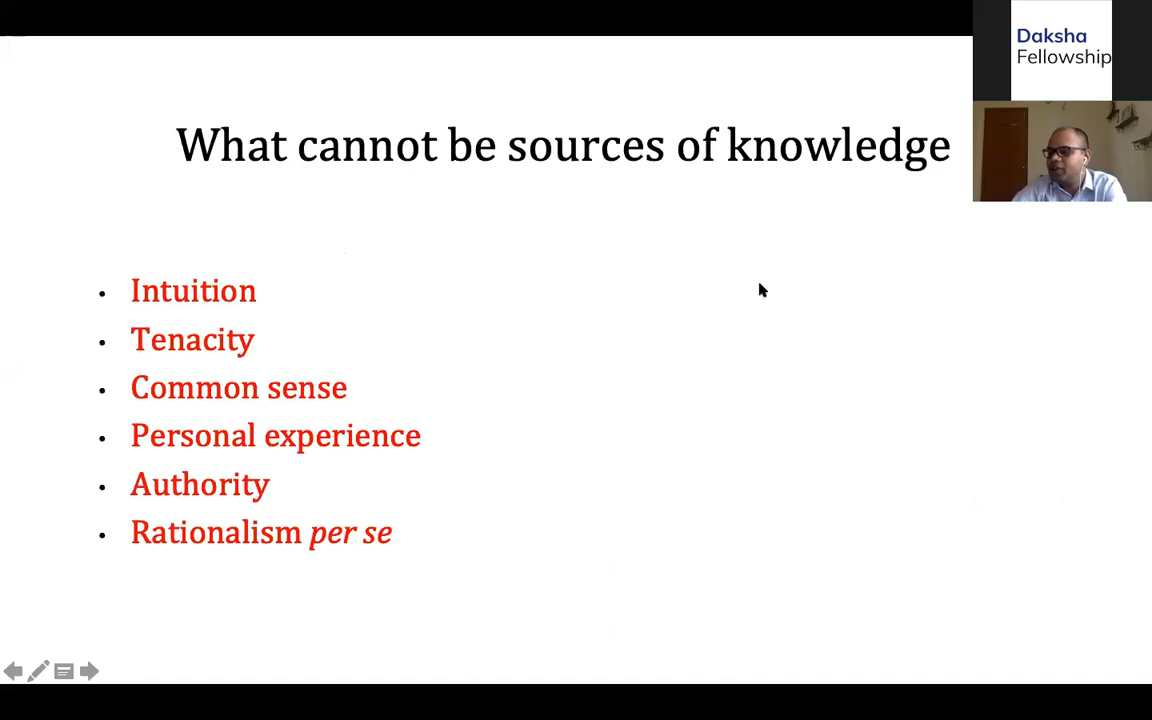 Daksha
Fellowship
What cannot be sources of knowledge
• Intuition
• Tenacity
• Common sense
• Personal experience
• Authority
• Rationalism per se